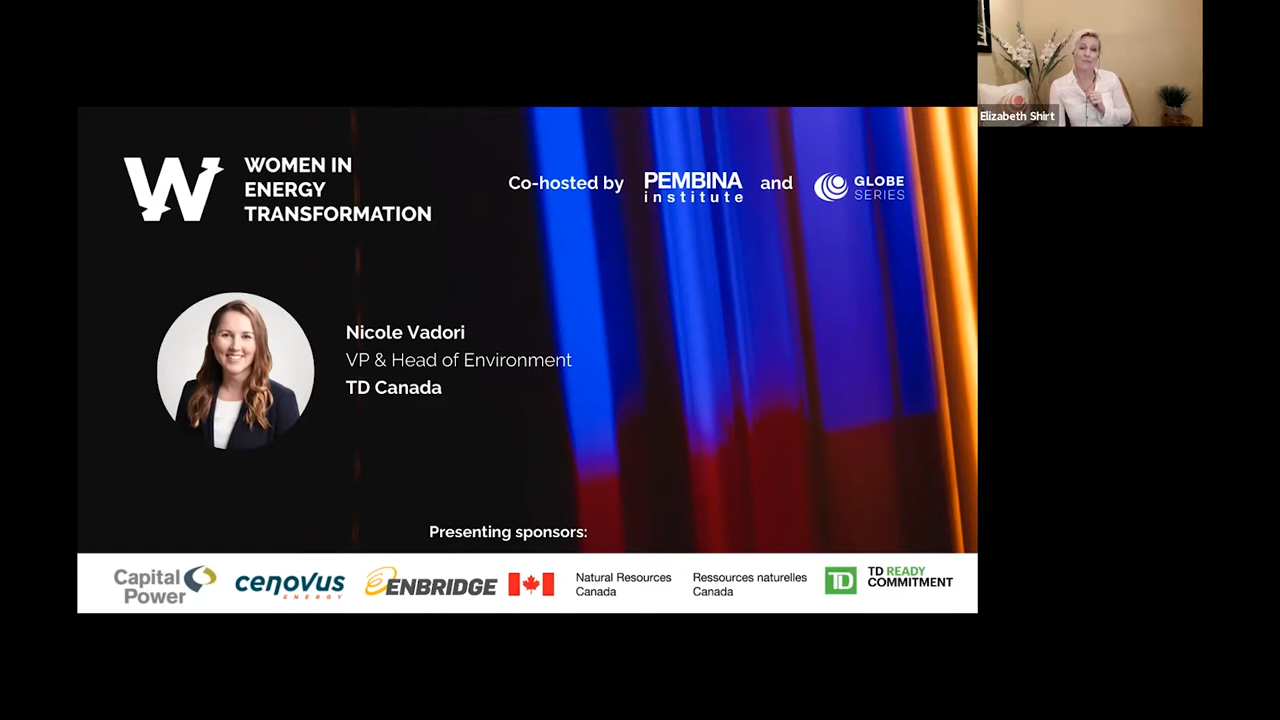 Elizabeth Shirt
WOMEN IN
ENERGY
TRANSFORMATION
Co-hosted by PEMBINA institute and GLOBE SERIES
Nicole Vadori
VP & Head of Environment
TD Canada
Presenting sponsors:
Capital Power
cenovus ENERGY
ENBRIDGE
Natural Resources Canada
Ressources naturelles Canada
TD
TD READY COMMITMENT